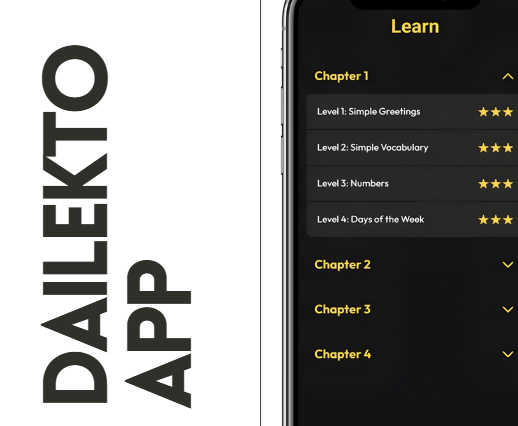 DAILEKTO
APP
Learn
Chapter 1
Level 1: Simple Greetings
Level 2: Simple Vocabulary
Level 3: Numbers
Level 4: Days of the Week
Chapter 2
Chapter 3
Chapter 4